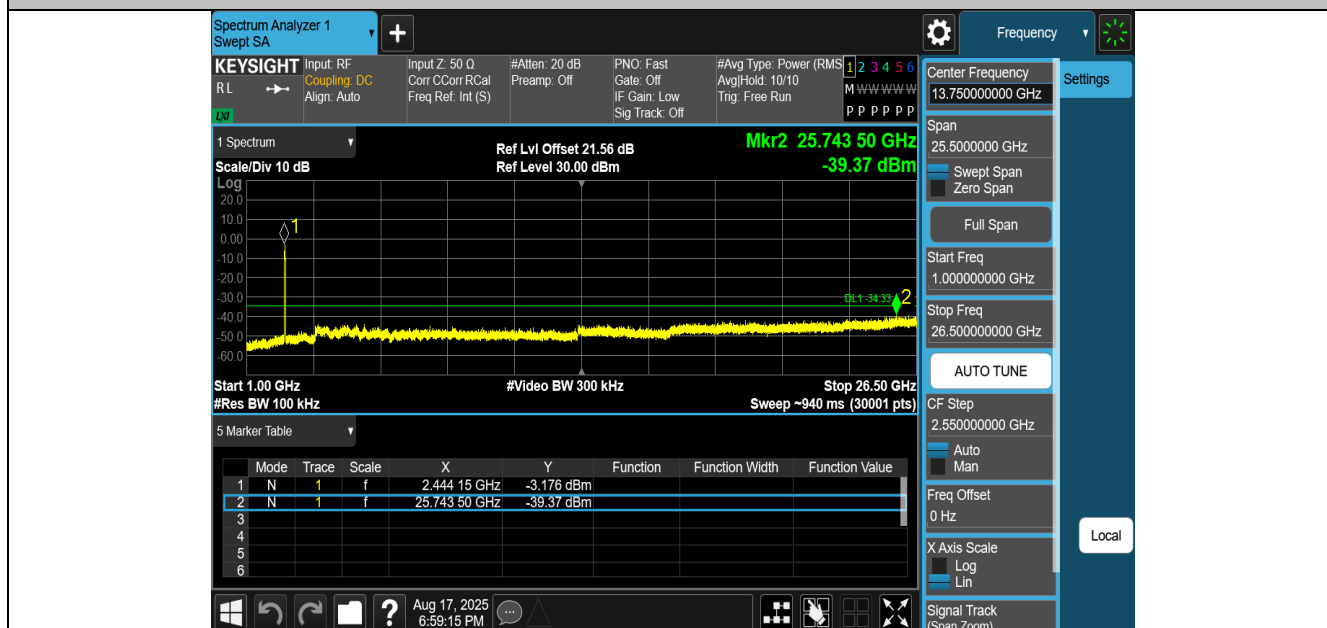 Spectrum Analyzer 1
Swept SA
+
Frequency
KEYSIGHT
R L
LXI
Input: RF
Coupling: DC
Align: Auto
Input Z: 50 Ω
Corr CCorr RCal
Freq Ref: Int (S)
#Atten: 20 dB
Preamp: Off
PNO: Fast
Gate: Off
IF Gain: Low
Sig Track: Off
#Avg Type: Power (RMS
Avg|Hold: 10/10
Trig: Free Run
1 2 3 4 5 6
M W W W W W
P P P P P P
1 Spectrum
Scale/Div 10 dB
Ref Lvl Offset 21.56 dB
Ref Level 30.00 dBm
Mkr2 25.743 50 GHz
-39.37 dBm
Log
20.0
10.0
0.00
-10.0
-20.0
-30.0
-40.0
-50.0
-60.0
1
DL1 -34.33
2
Start 1.00 GHz
#Video BW 300 kHz
Stop 26.50 GHz
#Res BW 100 kHz
Sweep ~940 ms (30001 pts)
5 Marker Table
Mode Trace Scale X Y Function Function Width Function Value
1 N 1 f 2.444 15 GHz -3.176 dBm
2 N 1 f 25.743 50 GHz -39.37 dBm
3
4
5
6
Aug 17, 2025
6:59:15 PM
?
Center Frequency
13.750000000 GHz
Settings
Span
25.5000000 GHz
Swept Span
Zero Span
Full Span
Start Freq
1.000000000 GHz
Stop Freq
26.500000000 GHz
AUTO TUNE
CF Step
2.550000000 GHz
Auto
Man
Freq Offset
0 Hz
Local
X Axis Scale
Log
Lin
Signal Track
(Span Zoom)